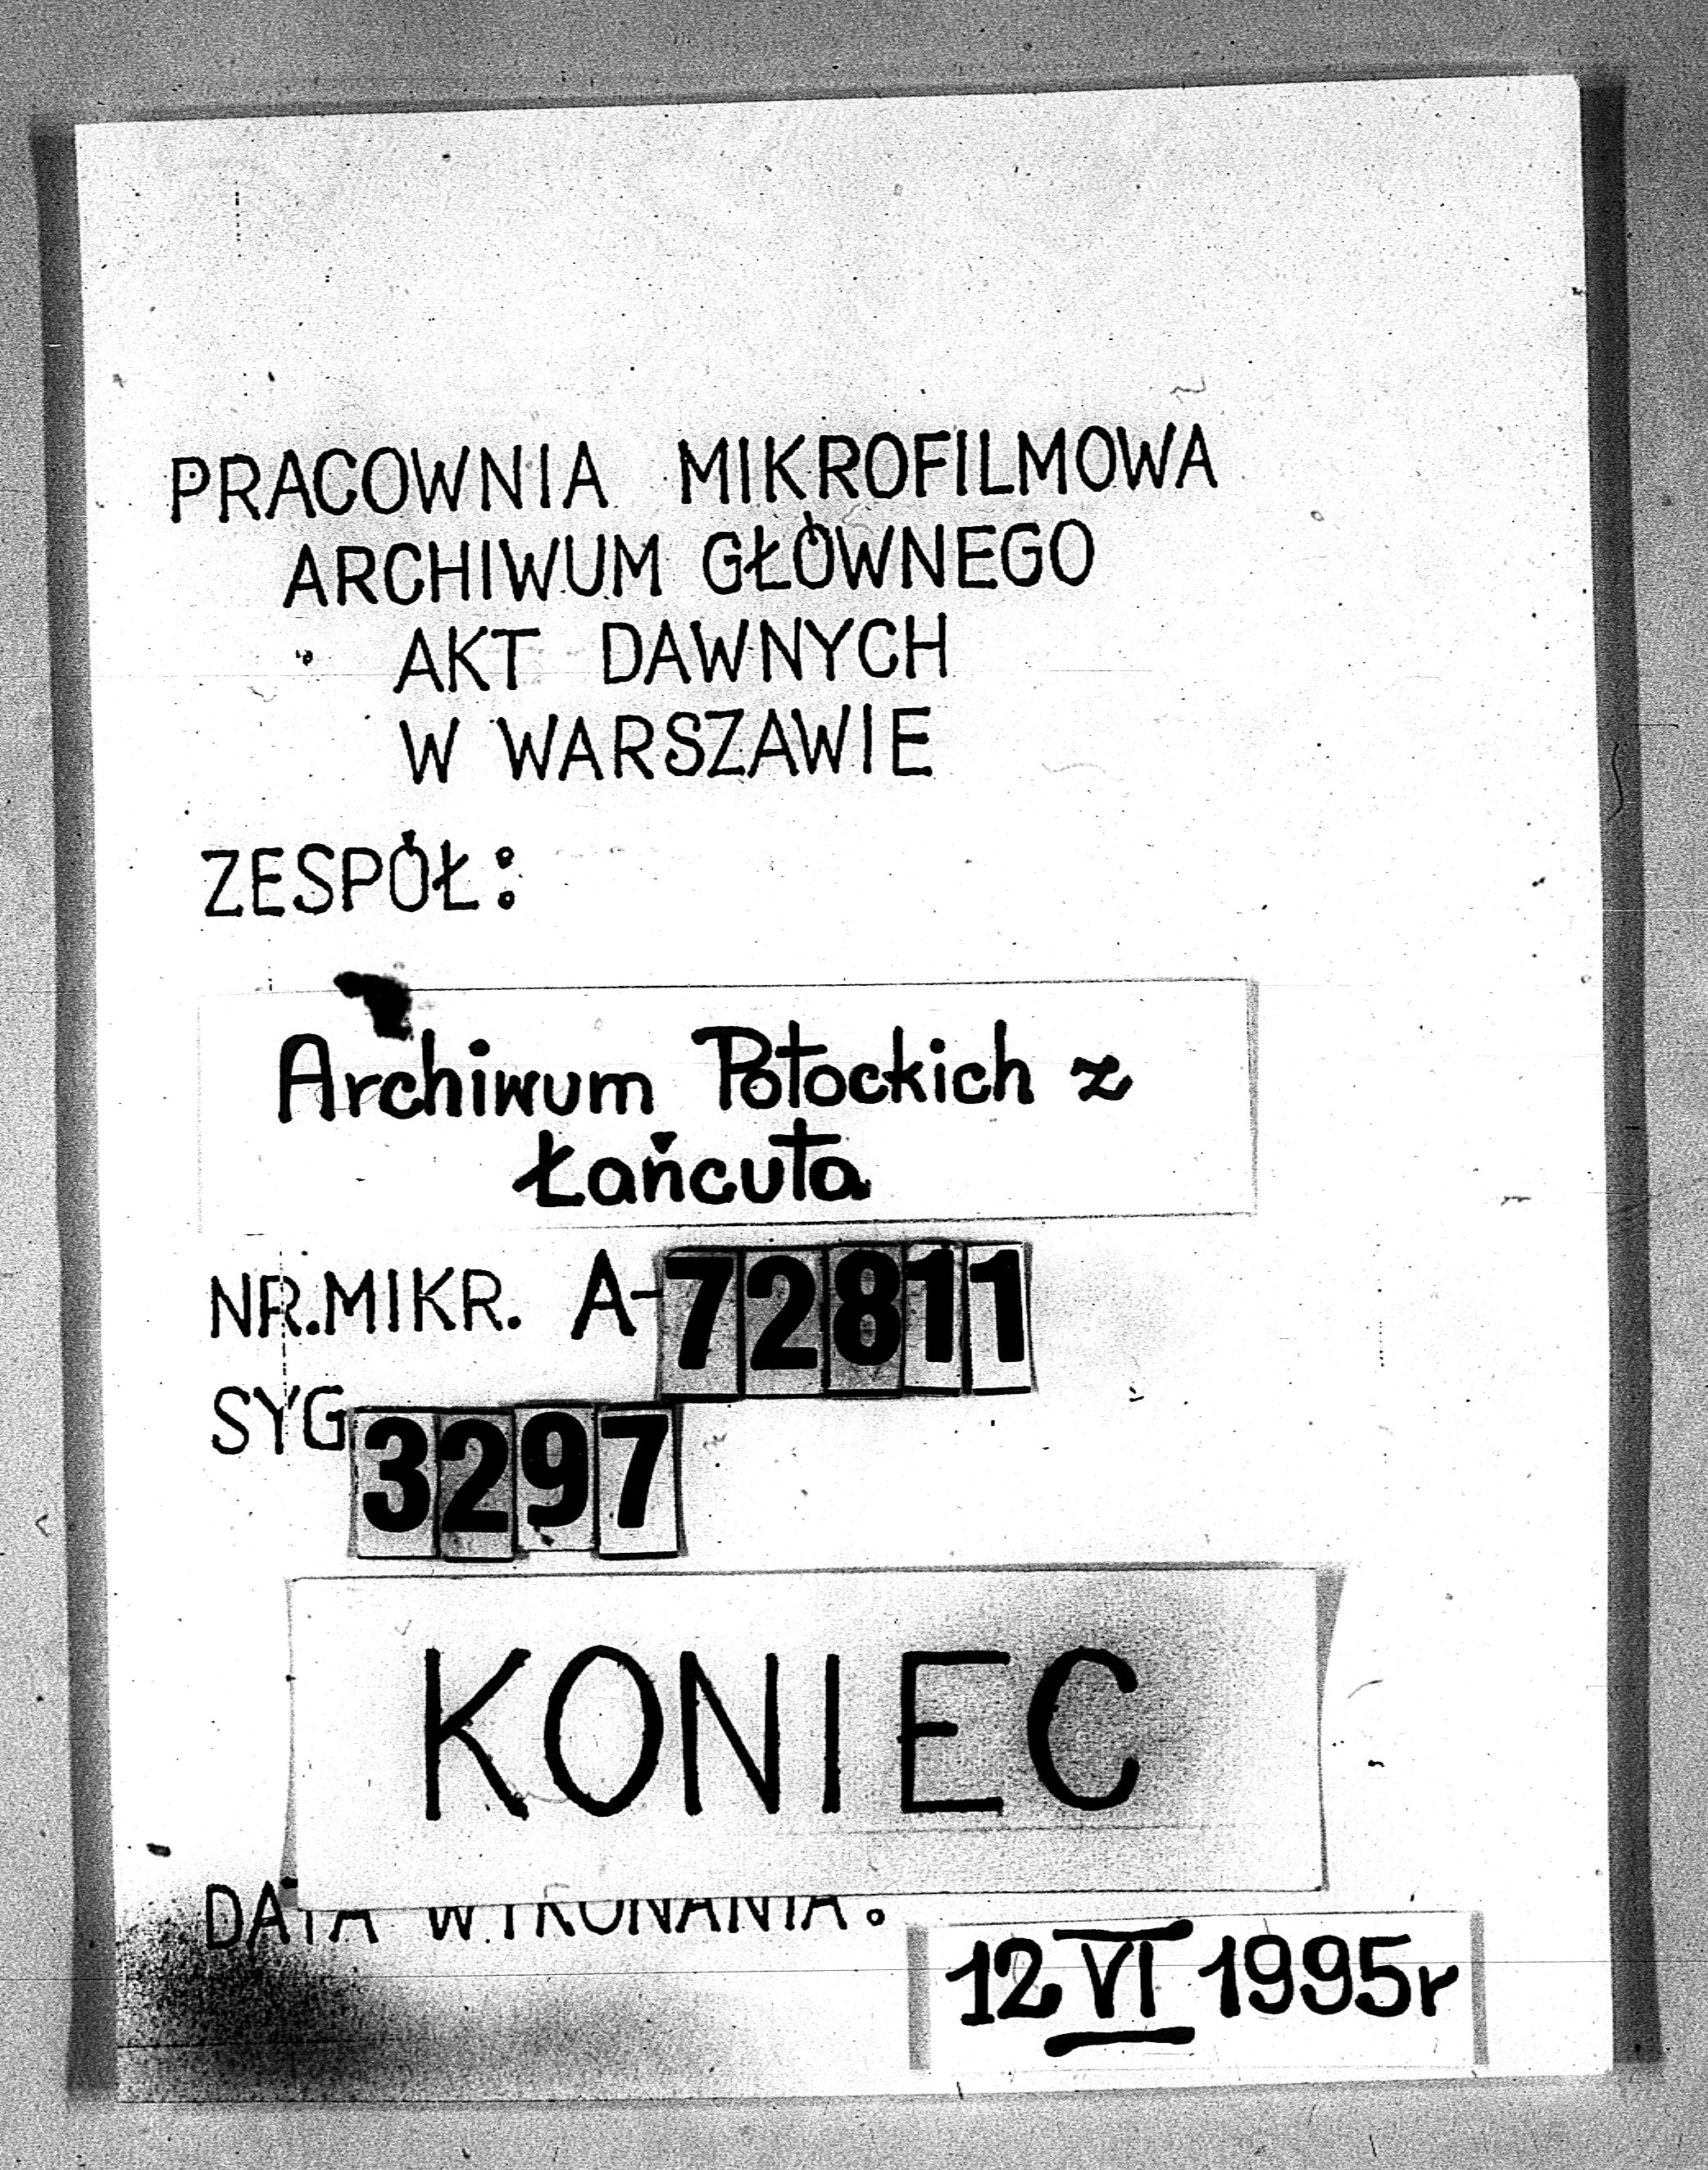 PRACOWNIA MIKROFILMOWA
ARCHIWUM GŁÓWNEGO
AKT DAWNYCH
W WARSZAWIE
ZESPÓŁ:
Archiwum Potockich z
Łańcuta
NR.MIKR. A-72811
SYG 3297
KONIEC
DATA WYKONANIA:
12 VI 1995r